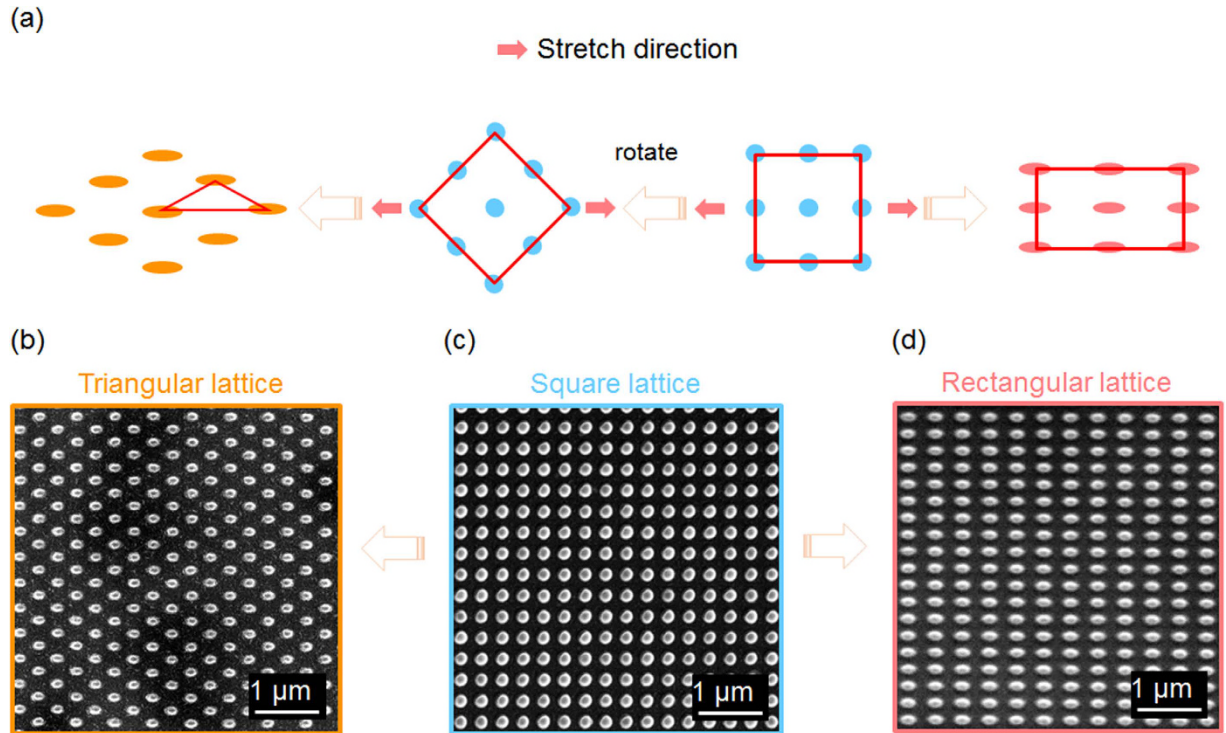 (a)
Stretch direction
rotate
(b)
(c)
(d)
Triangular lattice
Square lattice
Rectangular lattice
1 μm
1 μm
1 μm